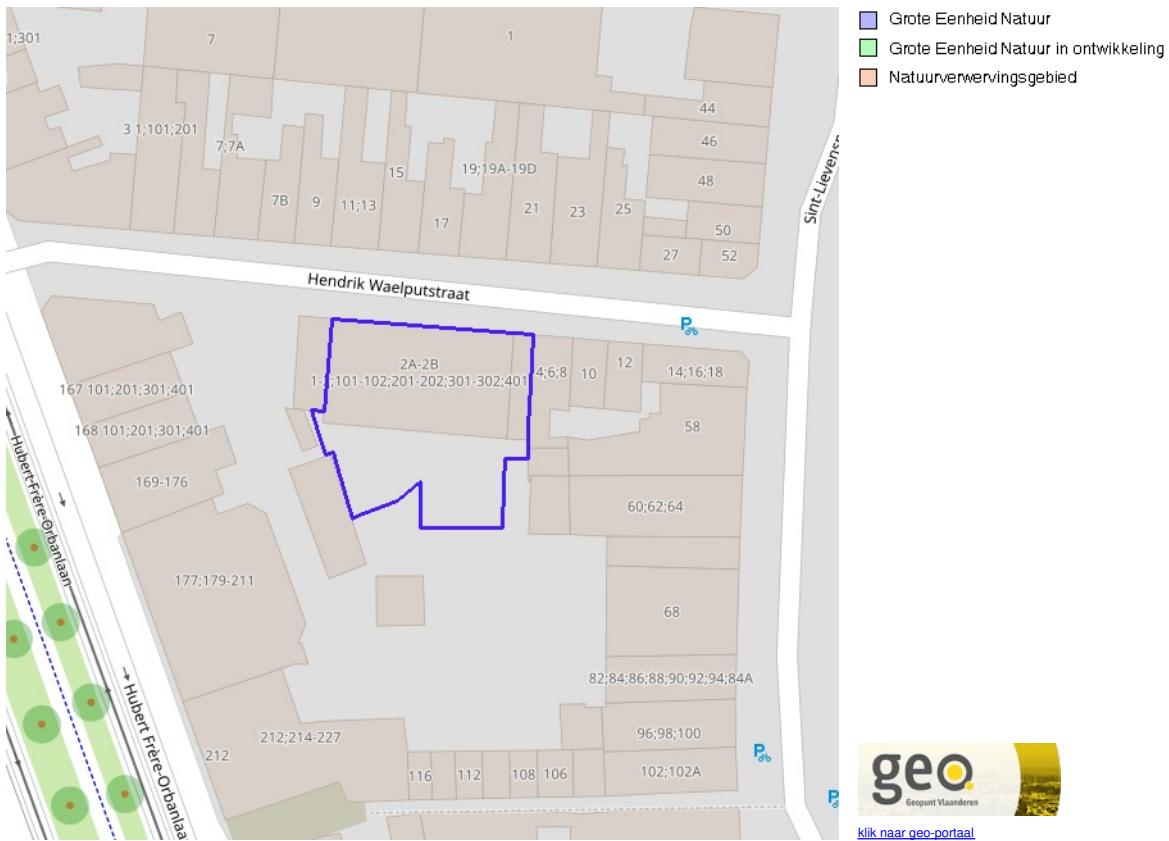 1;301
7
1
44
3 1;101;201
7;7A
46
15
19;19A-19D
48
7B
9
11;13
17
21
23
25
50
27
52
Sint-Lievensp
Hendrik Waelputstraat
P
2A-2B
1-2;101-102;201-202;301-302;401
4;6;8
10
12
14;16;18
167 101;201;301;401
168 101;201;301;401
58
169-176
60;62;64
Hubert-Frère-Orbanlaan
177;179-211
68
82;84;86;88;90;92;94;84A
Hubert Frère-Orbanlaa
212;214-227
212
96;98;100
P
116
112
108
106
102;102A
P
Grote Eenheid Natuur
Grote Eenheid Natuur in ontwikkeling
Natuurverwervingsgebied
geo
Geopunt Vlaanderen
klik naar geo-portaal